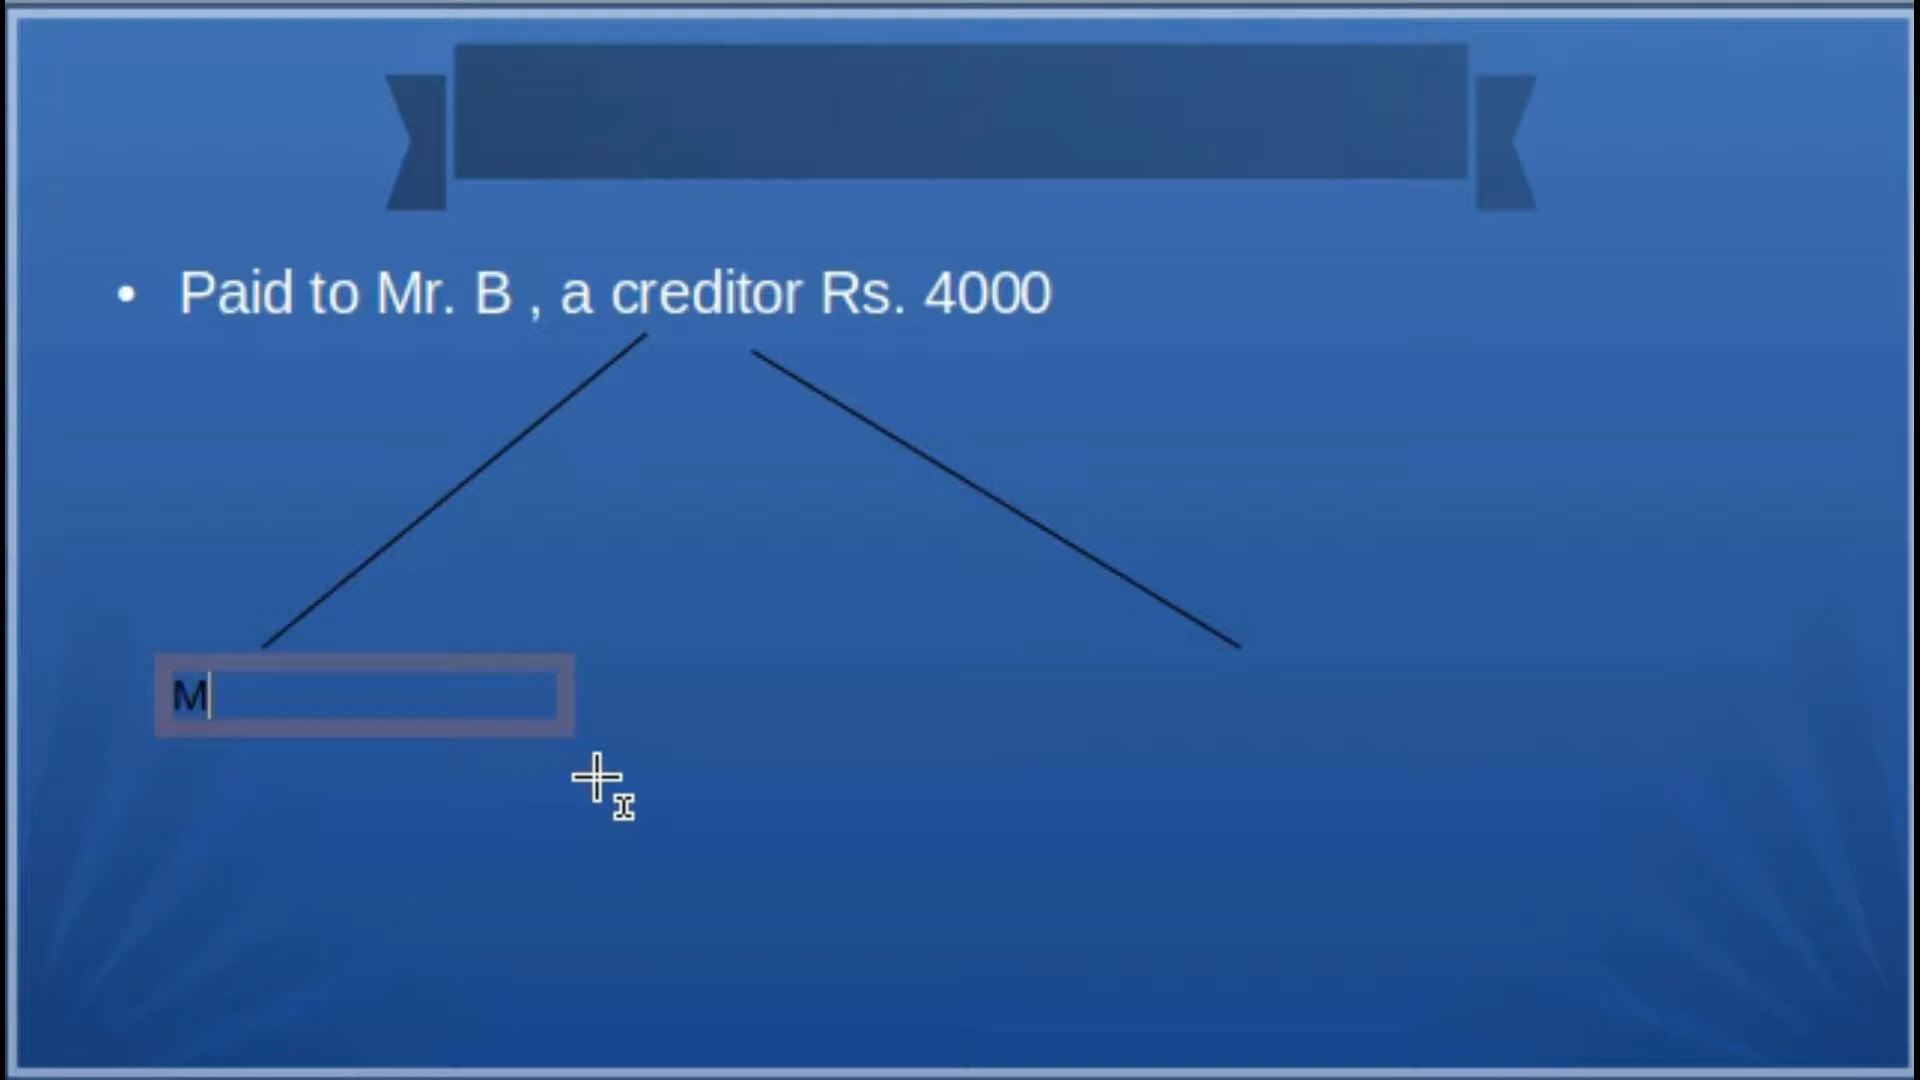 • Paid to Mr. B , a creditor Rs. 4000
M